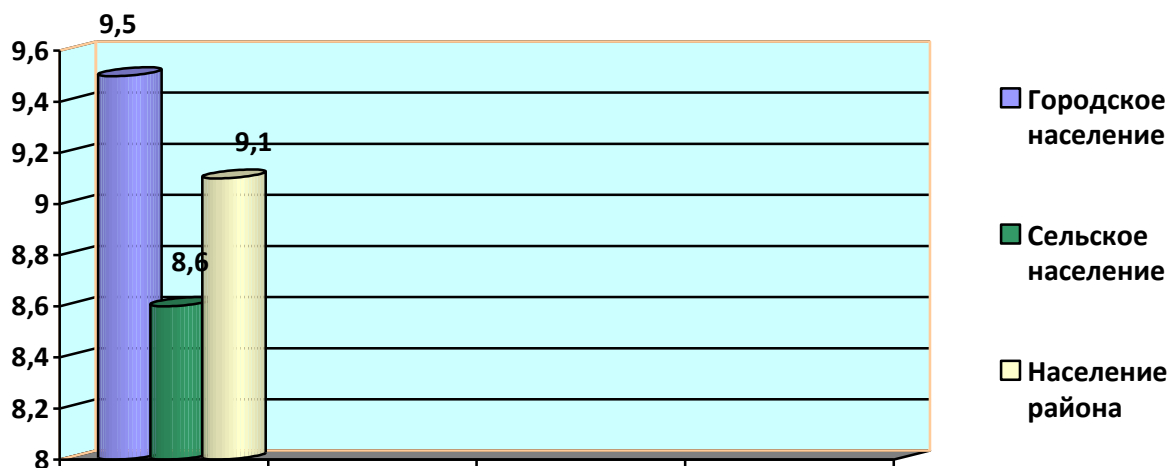 9,5
9,6
9,4
9,2
9,1
9
8,8
8,6
8,6
8,4
8,2
8
Городское
население
Сельское
население
Население
района